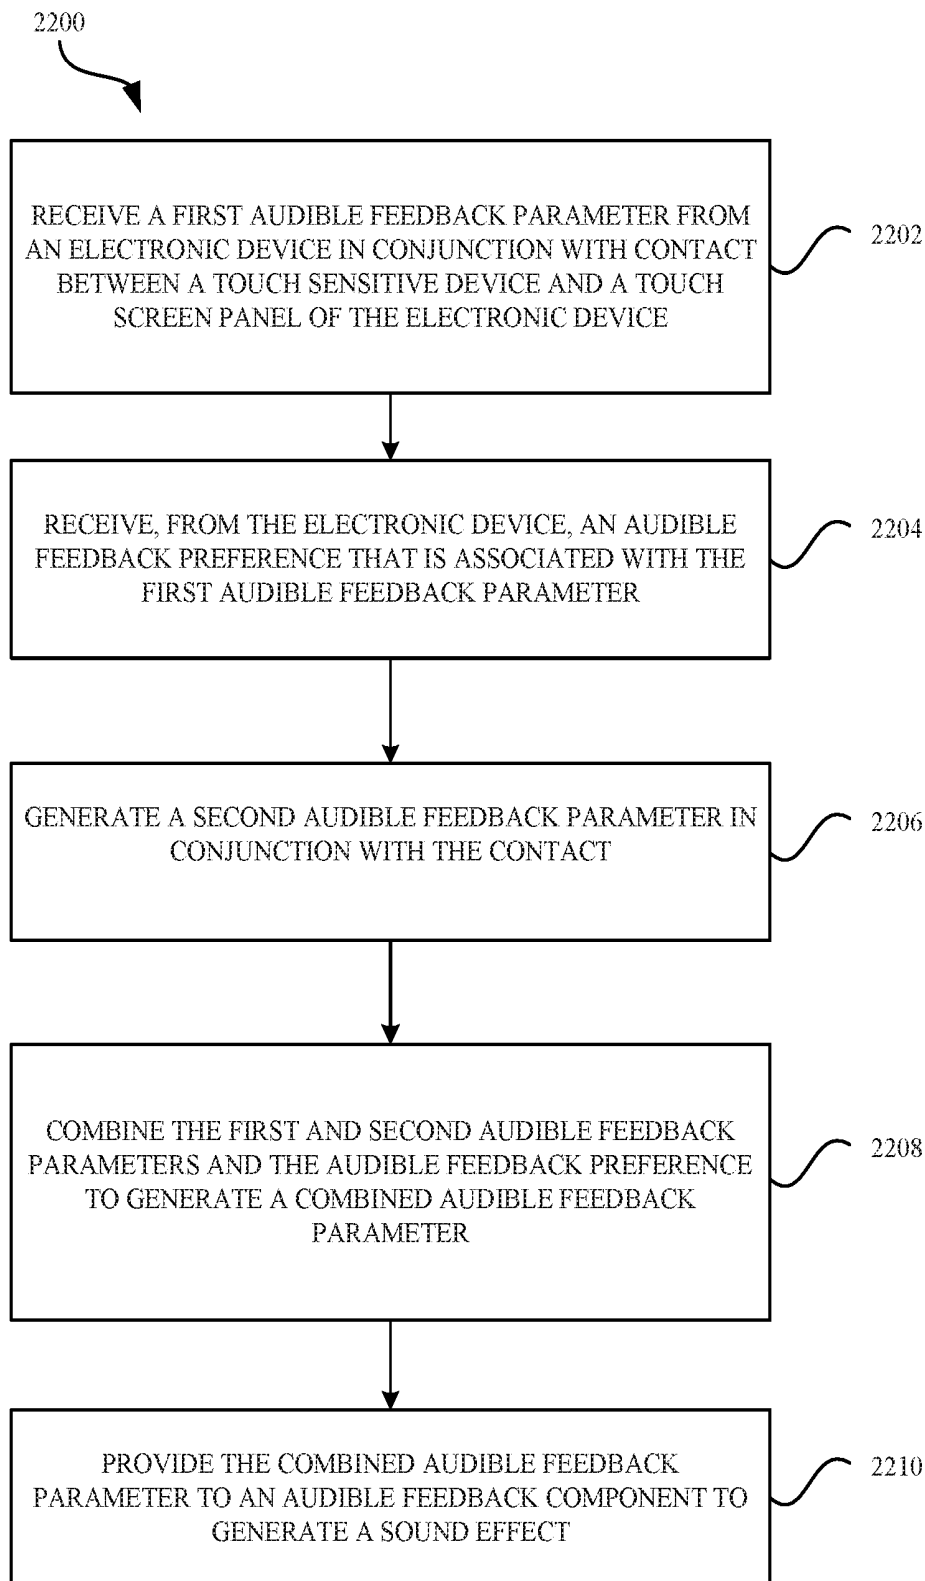 2200
RECEIVE A FIRST AUDIBLE FEEDBACK PARAMETER FROM
AN ELECTRONIC DEVICE IN CONJUNCTION WITH CONTACT
BETWEEN A TOUCH SENSITIVE DEVICE AND A TOUCH
SCREEN PANEL OF THE ELECTRONIC DEVICE
2202
RECEIVE, FROM THE ELECTRONIC DEVICE, AN AUDIBLE
FEEDBACK PREFERENCE THAT IS ASSOCIATED WITH THE
FIRST AUDIBLE FEEDBACK PARAMETER
2204
GENERATE A SECOND AUDIBLE FEEDBACK PARAMETER IN
CONJUNCTION WITH THE CONTACT
2206
COMBINE THE FIRST AND SECOND AUDIBLE FEEDBACK
PARAMETERS AND THE AUDIBLE FEEDBACK PREFERENCE
TO GENERATE A COMBINED AUDIBLE FEEDBACK
PARAMETER
2208
PROVIDE THE COMBINED AUDIBLE FEEDBACK
PARAMETER TO AN AUDIBLE FEEDBACK COMPONENT TO
GENERATE A SOUND EFFECT
2210